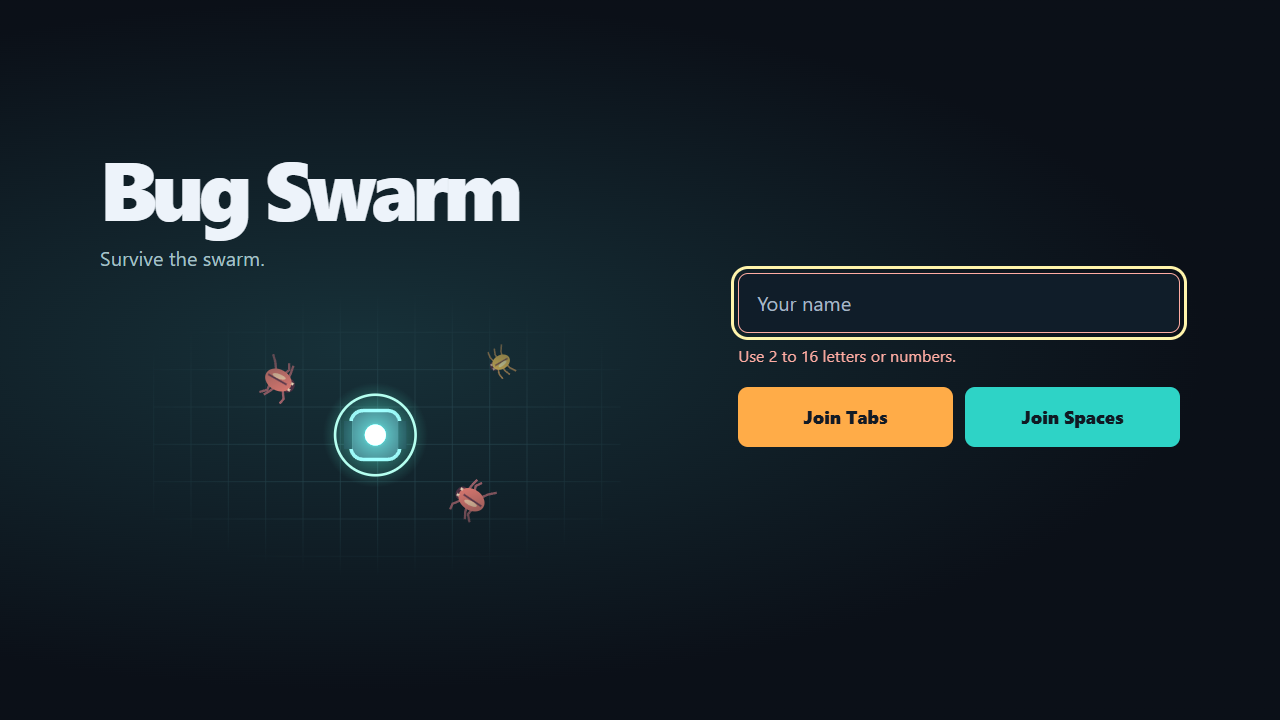 Bug Swarm
Survive the swarm.
Your name
Use 2 to 16 letters or numbers.
Join Tabs
Join Spaces